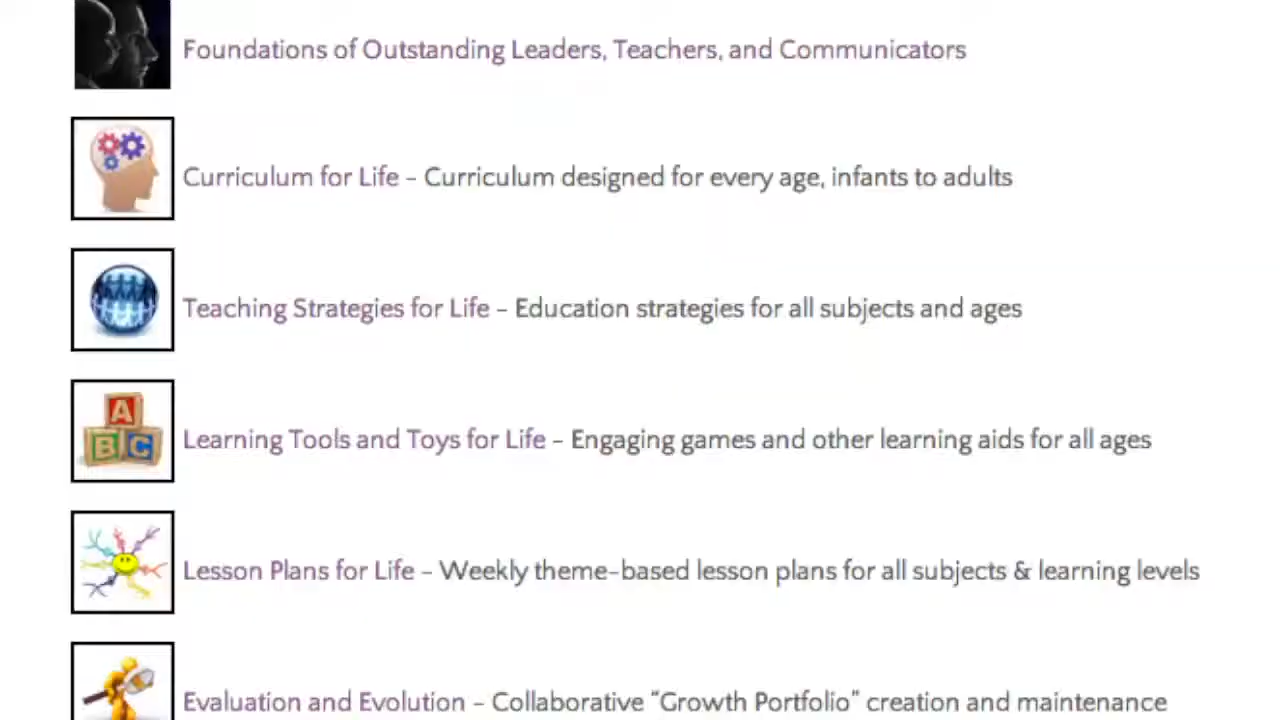 Foundations of Outstanding Leaders, Teachers, and Communicators
Curriculum for Life - Curriculum designed for every age, infants to adults
Teaching Strategies for Life - Education strategies for all subjects and ages
A
B C
Learning Tools and Toys for Life - Engaging games and other learning aids for all ages
Lesson Plans for Life - Weekly theme-based lesson plans for all subjects & learning levels
Evaluation and Evolution - Collaborative “Growth Portfolio” creation and maintenance